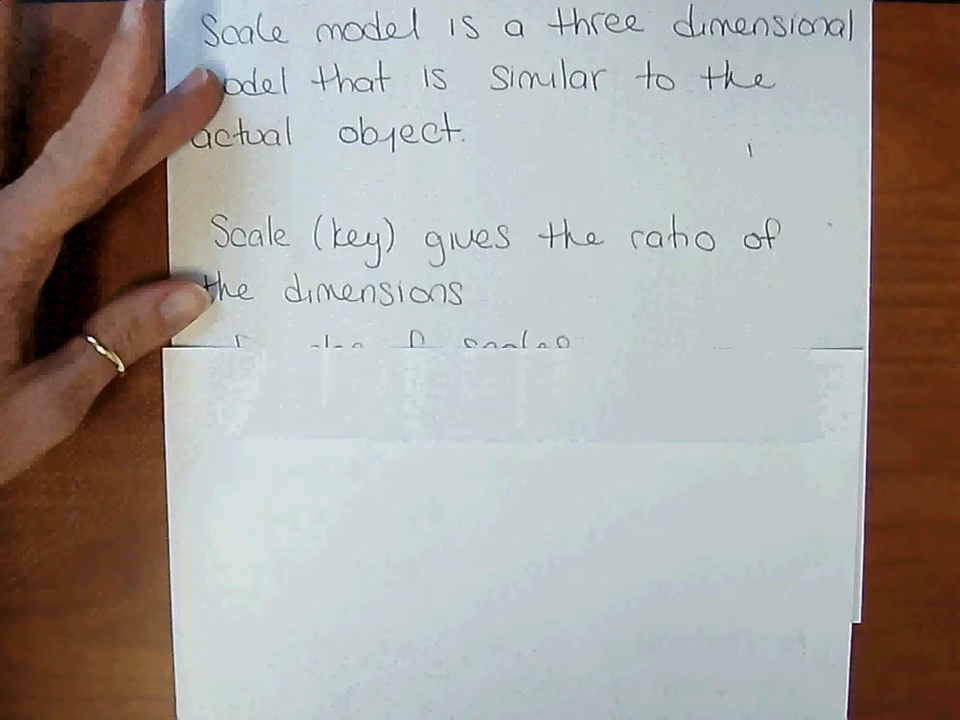 Scale model is a three dimensional
odel that is similar to the
actual object.
Scale (key) gives the ratio of
the dimensions